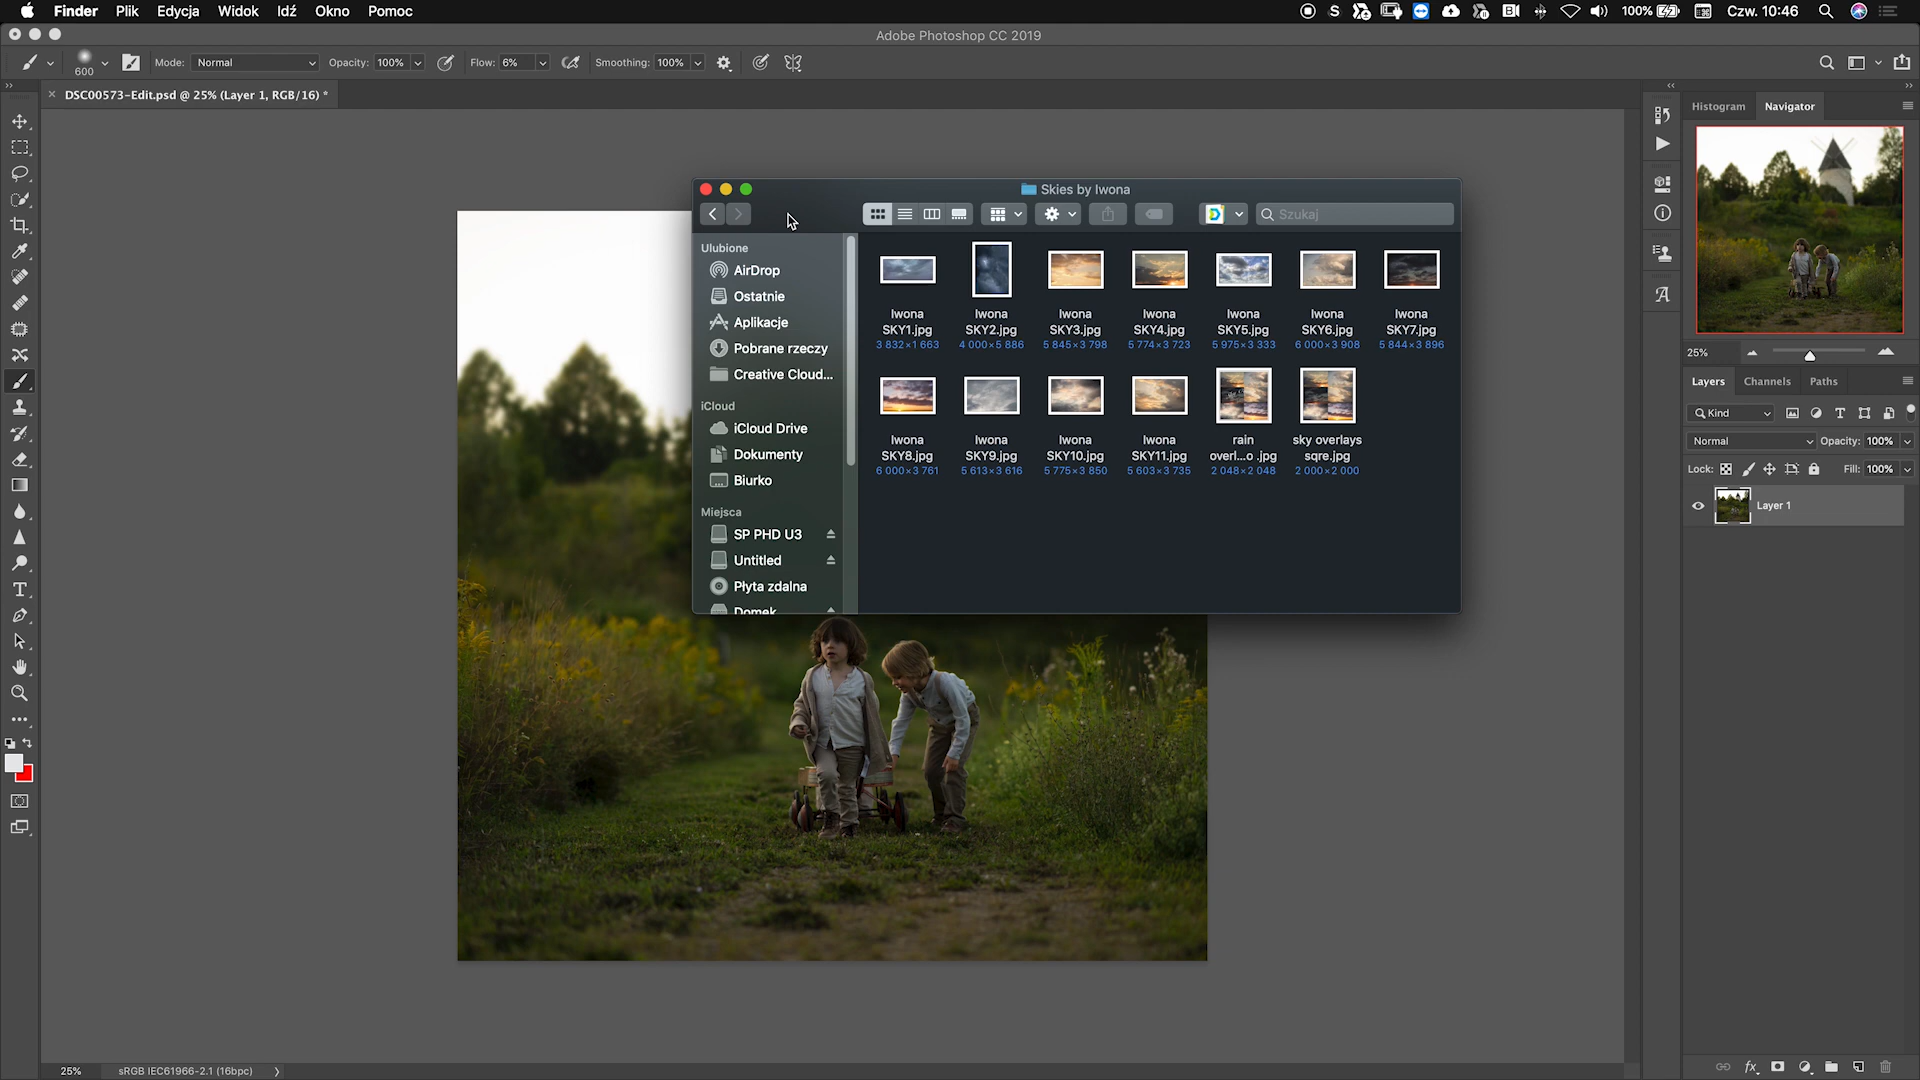 Finder Plik Edycja Widok Idź Okno Pomoc
100% Czw. 10:46
Adobe Photoshop CC 2019
600 Mode: Normal Opacity: 100% Flow: 6% Smoothing: 100%
DSC00573-Edit.psd @ 25% (Layer 1, RGB/16) *
Histogram Navigator
25%
Layers Channels Paths
Kind
Normal Opacity: 100%
Lock: Fill: 100%
Layer 1
Skies by Iwona
Szukaj
Ulubione
AirDrop
Ostatnie
Aplikacje
Pobrane rzeczy
Creative Cloud...
iCloud
iCloud Drive
Dokumenty
Biurko
Miejsca
SP PHD U3
Untitled
Płyta zdalna
Domek
Iwona SKY1.jpg
3 832×1 663
Iwona SKY2.jpg
4 000×5 886
Iwona SKY3.jpg
5 845×3 798
Iwona SKY4.jpg
5 774×3 723
Iwona SKY5.jpg
5 975×3 333
Iwona SKY6.jpg
6 000×3 908
Iwona SKY7.jpg
5 844×3 896
Iwona SKY8.jpg
6 000×3 761
Iwona SKY9.jpg
5 613×3 616
Iwona SKY10.jpg
5 775×3 850
Iwona SKY11.jpg
5 603×3 735
rain overl...o .jpg
2 048×2 048
sky overlays sqre.jpg
2 000×2 000
25% sRGB IEC61966-2.1 (16bpc)